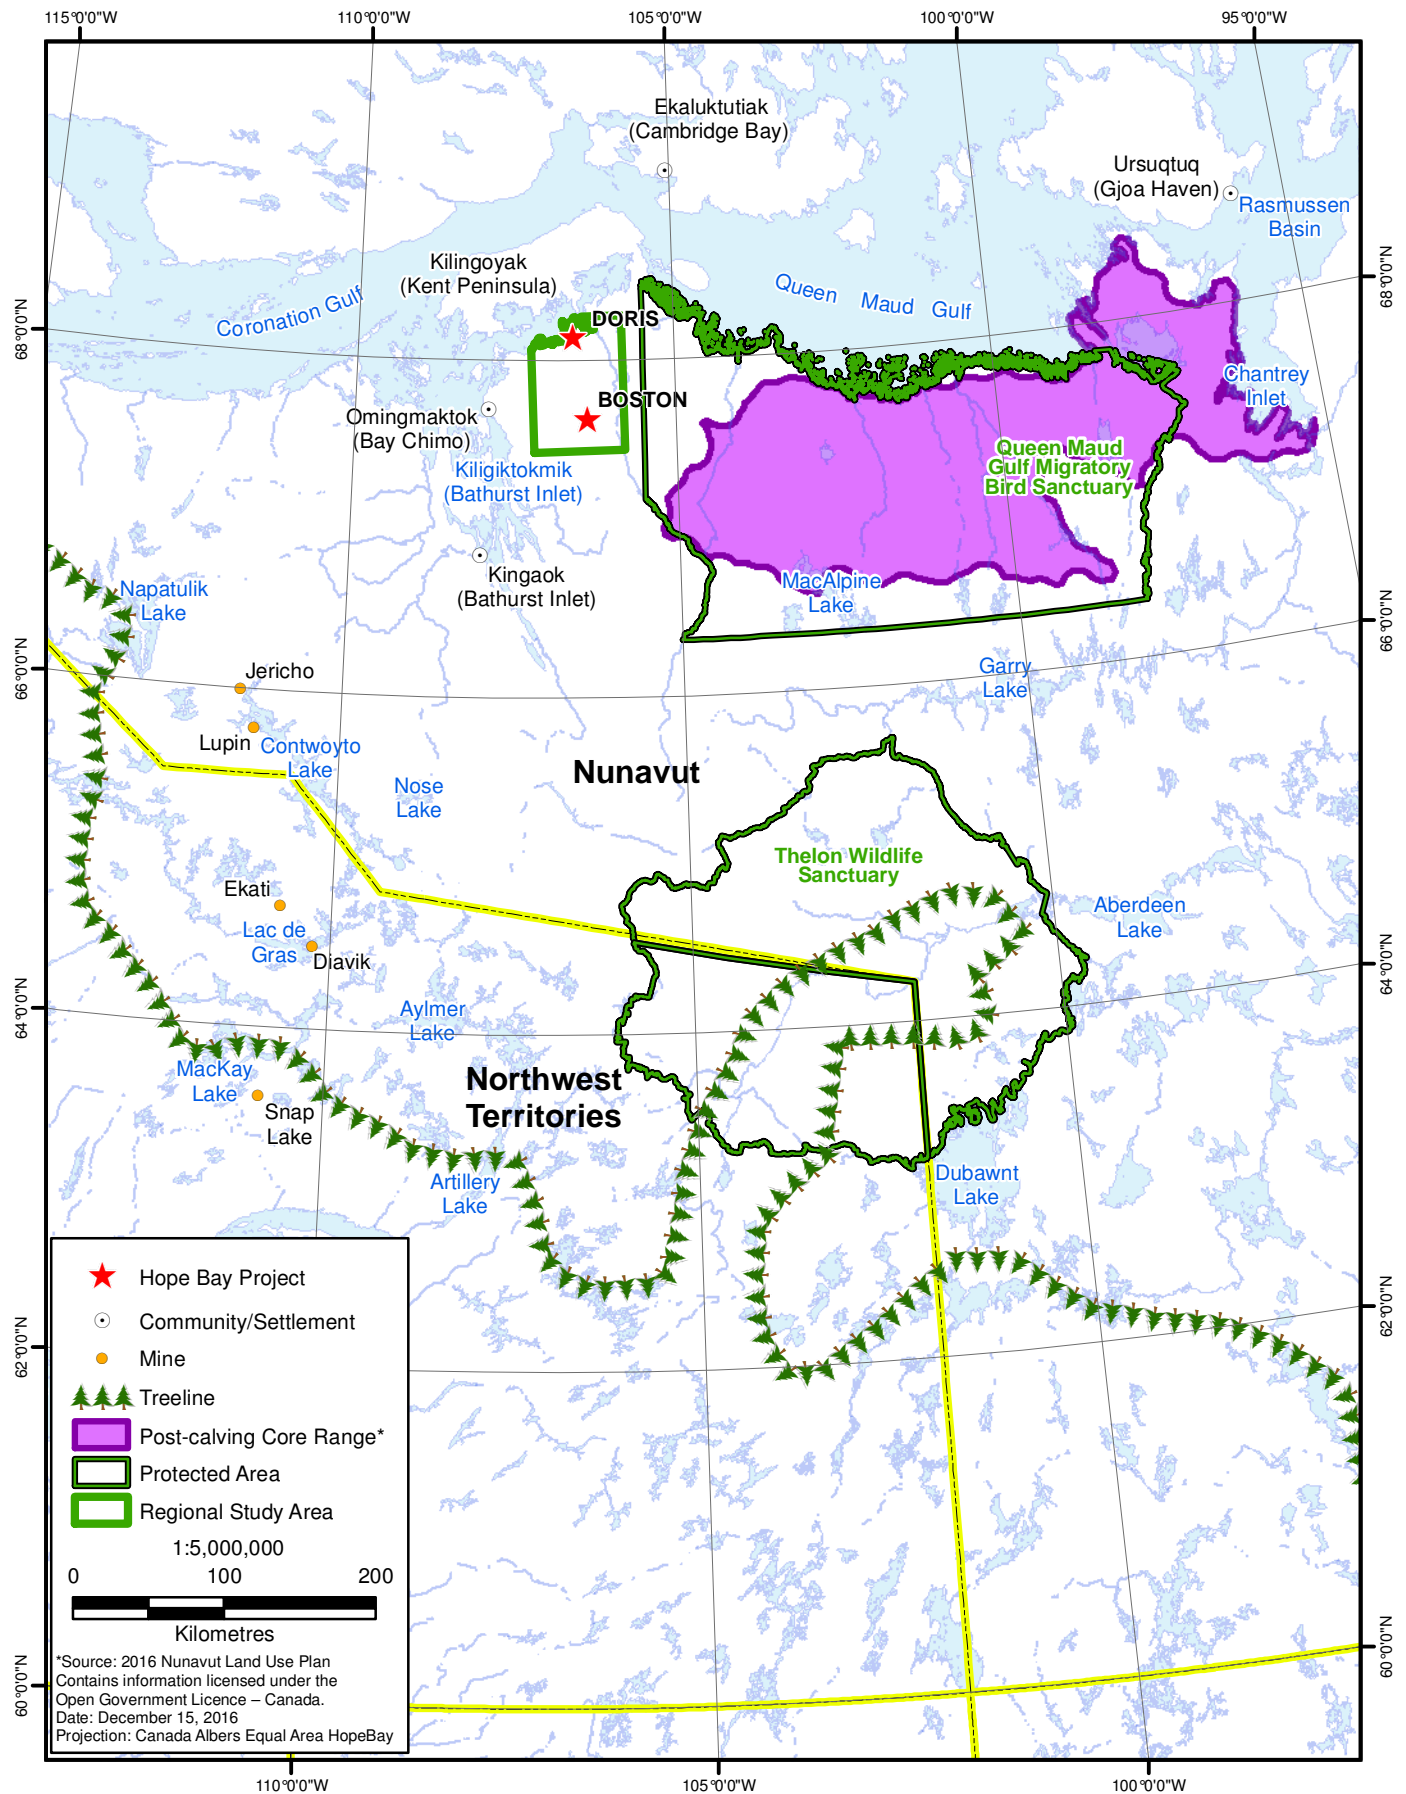 115°0'0"W
110°0'0"W
105°0'0"W
100°0'0"W
95°0'0"W
Ekaluktutiak
(Cambridge Bay)
Ursuqtuq
(Gjoa Haven)
Rasmussen
Basin
Kilingoyak
(Kent Peninsula)
Coronation Gulf
Queen Maud Gulf
68°0'0"N
68°0'0"N
DORIS
BOSTON
Chantrey
Inlet
Omingmaktok
(Bay Chimo)
Kiligiktokmik
(Bathurst Inlet)
Queen Maud
Gulf Migratory
Bird Sanctuary
Kingaok
(Bathurst Inlet)
MacAlpine
Lake
Napatulik
Lake
66°0'0"N
66°0'0"N
Jericho
Garry
Lake
Lupin
Contwoyto
Lake
Nose
Lake
Nunavut
Thelon Wildlife
Sanctuary
Ekati
Aberdeen
Lake
Lac de
Gras
Diavik
64°0'0"N
64°0'0"N
Aylmer
Lake
MacKay
Lake
Northwest
Territories
Snap
Lake
Artillery
Lake
Dubawnt
Lake
62°0'0"N
62°0'0"N
Hope Bay Project
Community/Settlement
Mine
Treeline
Post-calving Core Range*
Protected Area
Regional Study Area
1:5,000,000
0 100 200
Kilometres
*Source: 2016 Nunavut Land Use Plan
Contains information licensed under the
Open Government Licence – Canada.
Date: December 15, 2016
Projection: Canada Albers Equal Area HopeBay
60°0'0"N
60°0'0"N
110°0'0"W
105°0'0"W
100°0'0"W